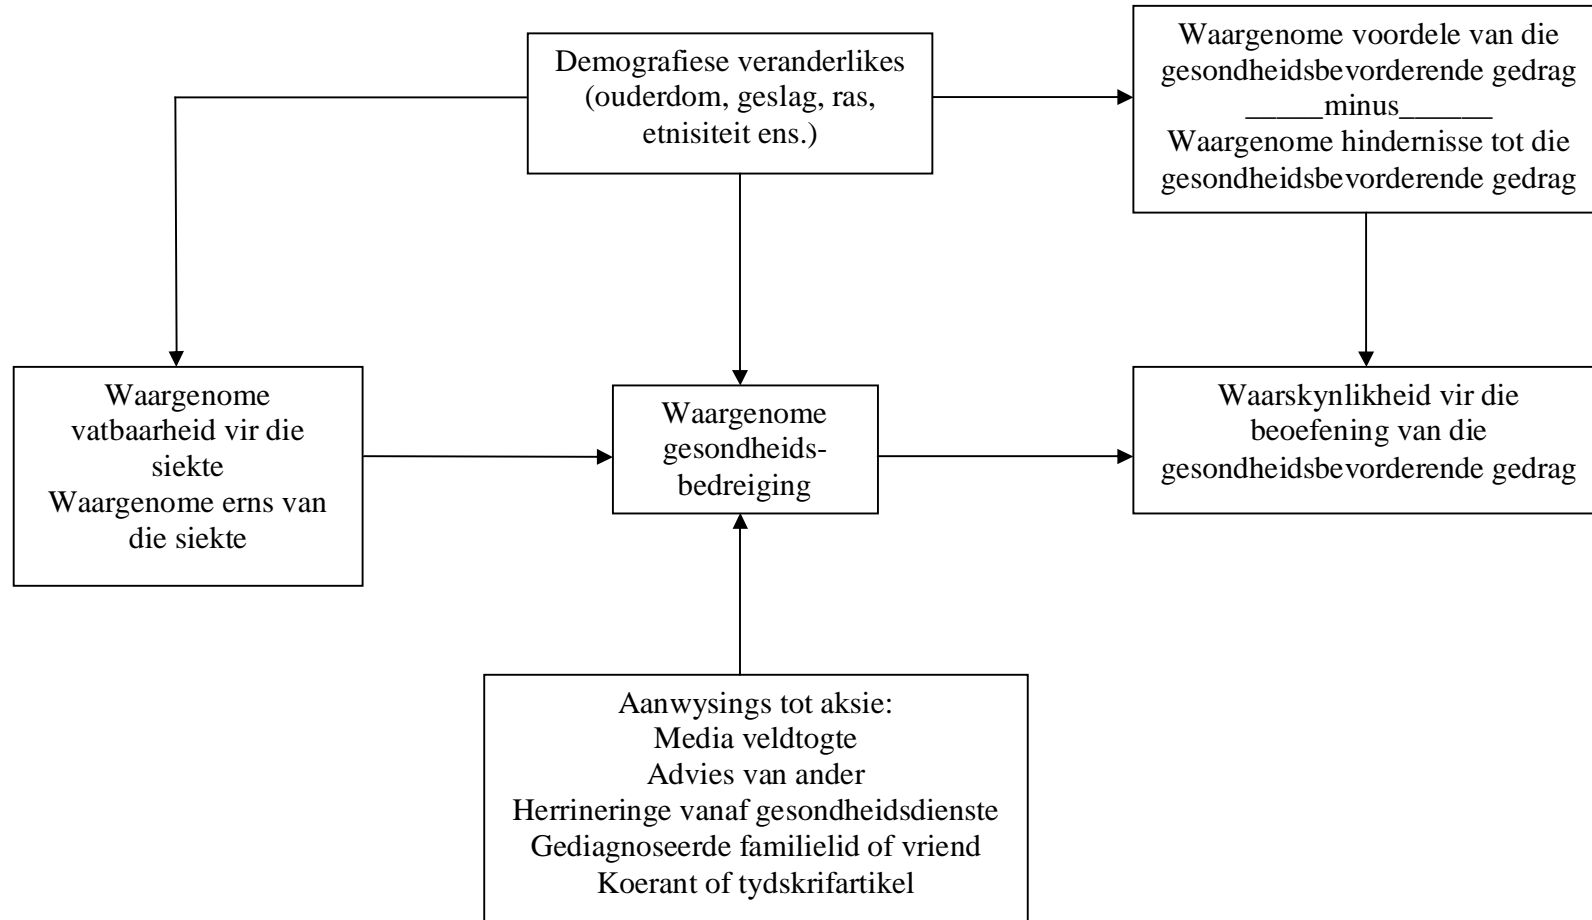 Demografiese veranderlikes
(ouderdom, geslag, ras,
etnisiteit ens.)
Waargenome voordele van die
gesondheidsbevorderende gedrag
_____minus______
Waargenome hindernisse tot die
gesondheidsbevorderende gedrag
Waargenome
vatbaarheid vir die
siekte
Waargenome erns van
die siekte
Waargenome
gesondheids-
bedreiging
Waarskynlikheid vir die
beoefening van die
gesondheidsbevorderende gedrag
Aanwysings tot aksie:
Media veldtogte
Advies van ander
Herrineringe vanaf gesondheidsdienste
Gediagnoseerde familielid of vriend
Koerant of tydskrifartikel